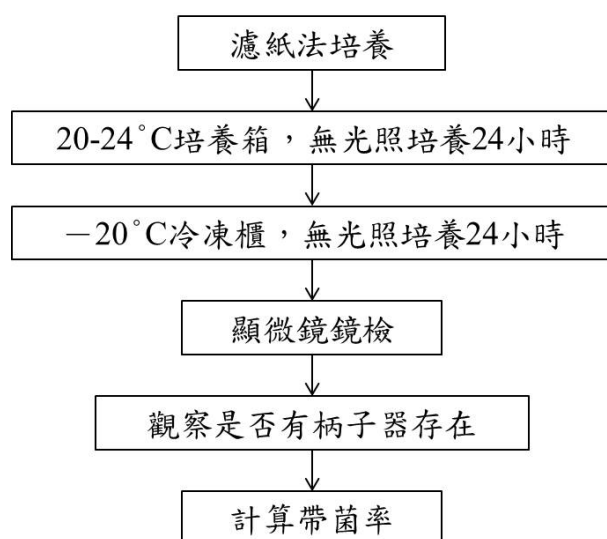 濾紙法培養
20-24°C培養箱，無光照培養24小時
－20°C冷凍櫃，無光照培養24小時
顯微鏡鏡檢
觀察是否有柄子器存在
計算帶菌率